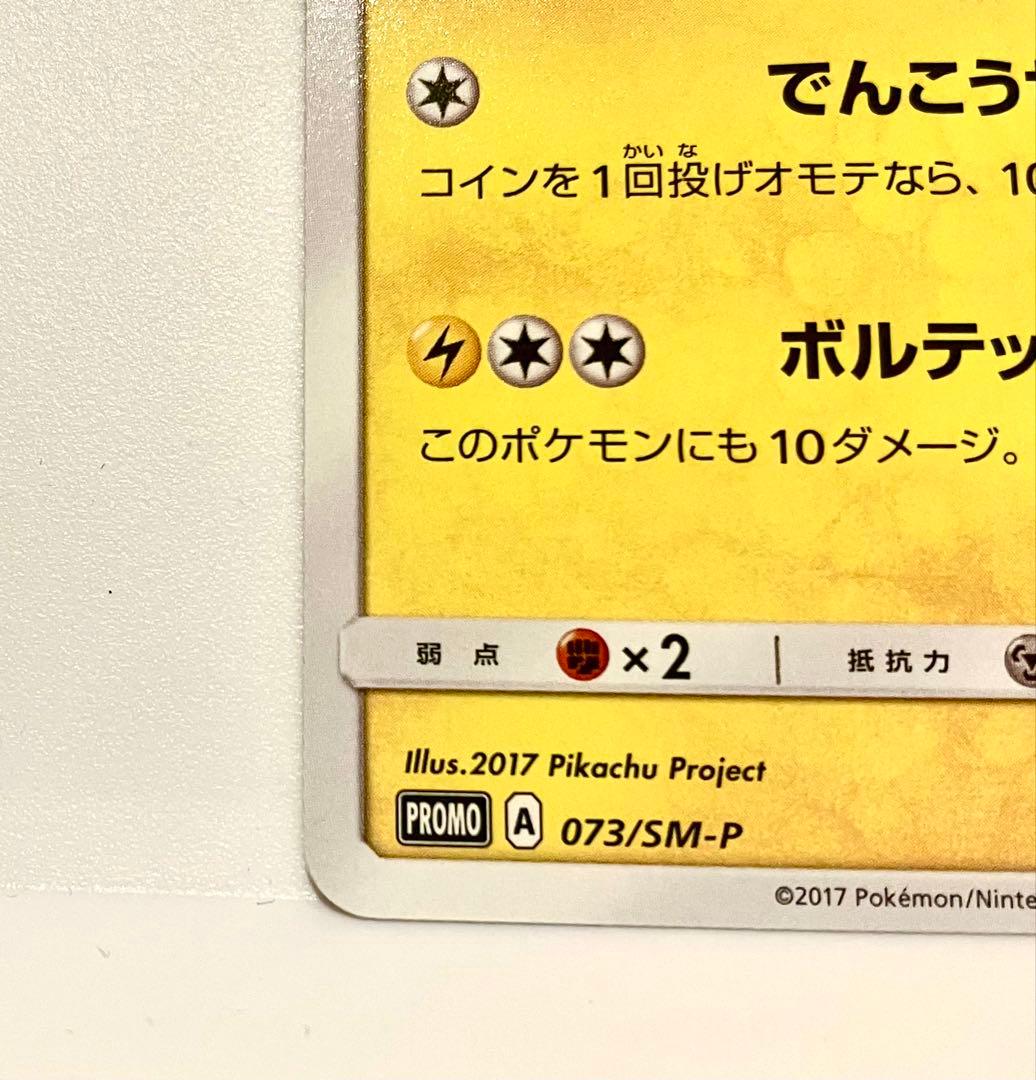 でんこう
かい な
コインを1回投げオモテなら、10
ボルテッ
このポケモンにも10ダメージ。
弱点 ×2 抵抗力
Illus.2017 Pikachu Project
PROMO A 073/SM-P
©2017 Pokémon/Ninte